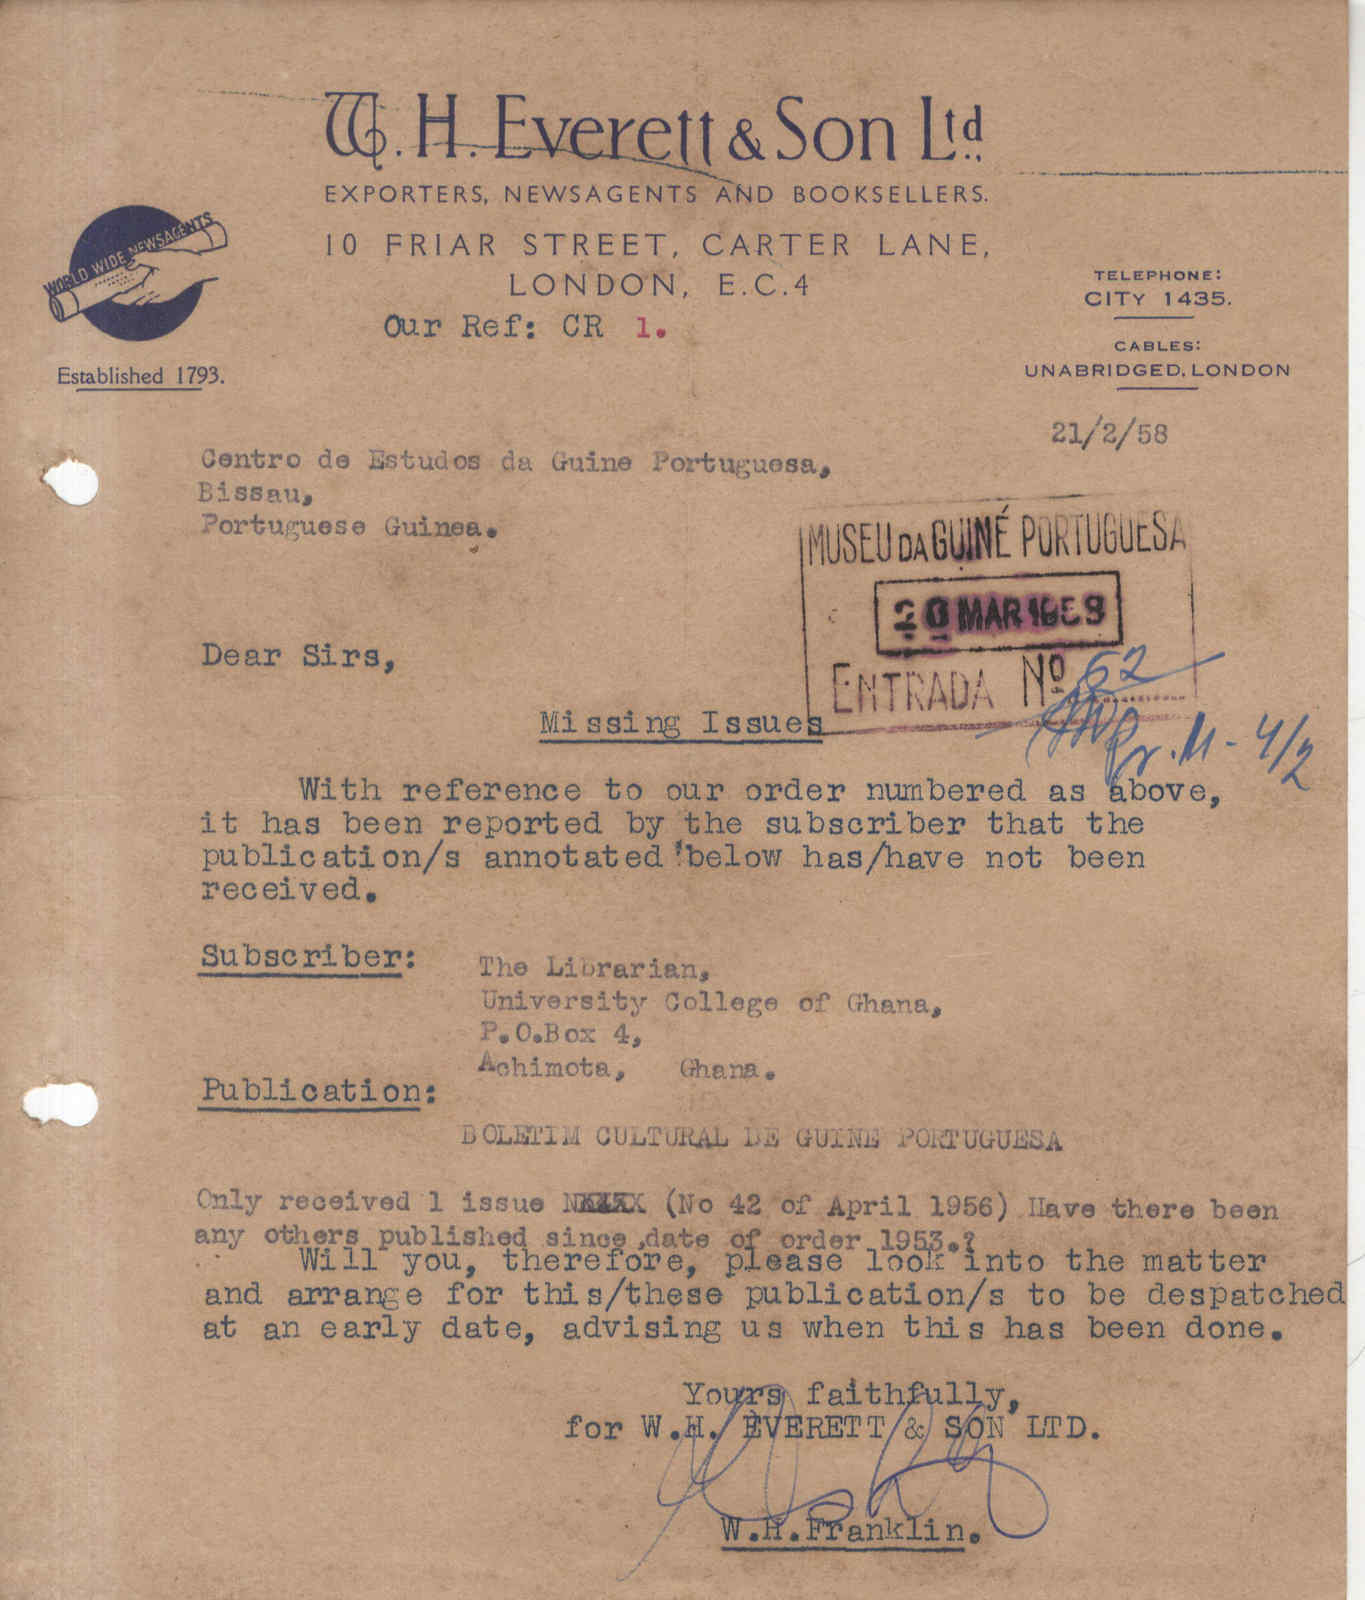 W. H. Everett & Son Ltd.,
EXPORTERS, NEWSAGENTS AND BOOKSELLERS.
10 FRIAR STREET, CARTER LANE,
LONDON, E.C.4
Our Ref: CR 1.
WORLD WIDE NEWSAGENTS
Established 1793.
TELEPHONE:
CITY 1435.
CABLES:
UNABRIDGED, LONDON
21/2/58
Centro de Estudos da Guine Portuguesa,
Bissau,
Portuguese Guinea.
MUSEU DA GUINÉ PORTUGUESA
20 MAR 1958
ENTRADA Nº 62
Dear Sirs,
Missing Issues
With reference to our order numbered as above,
it has been reported by the subscriber that the
publication/s annotated below has/have not been
received.
Subscriber:
The Librarian,
University College of Ghana,
P.O.Box 4,
Achimota, Ghana.
Publication:
BOLETIM CULTURAL DE GUINE PORTUGUESA
Only received 1 issue (No 42 of April 1956) Have there been
any others published since date of order 1953.?
Will you, therefore, please look into the matter
and arrange for this/these publication/s to be despatched
at an early date, advising us when this has been done.
Yours faithfully,
for W.H. EVERETT & SON LTD.
W.H.Franklin.